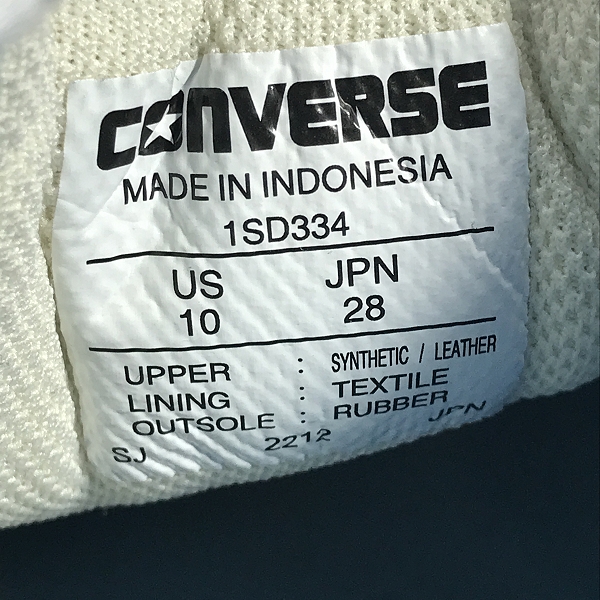 CONVERSE
MADE IN INDONESIA
1SD334
US JPN
10 28
UPPER : SYNTHETIC / LEATHER
LINING : TEXTILE
OUTSOLE : RUBBER
SJ 2212 JPN